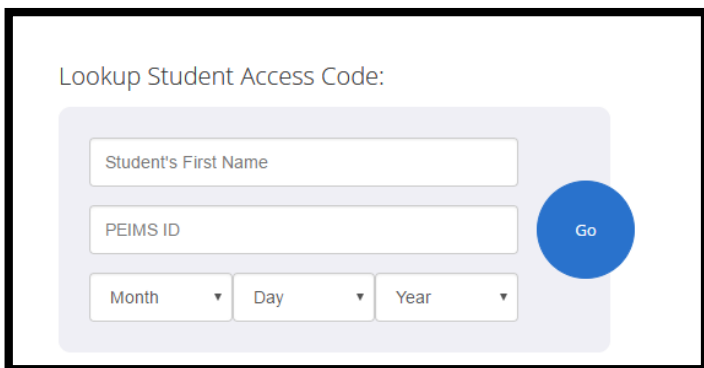 Lookup Student Access Code:
Student's First Name
PEIMS ID
Go
Month Day Year